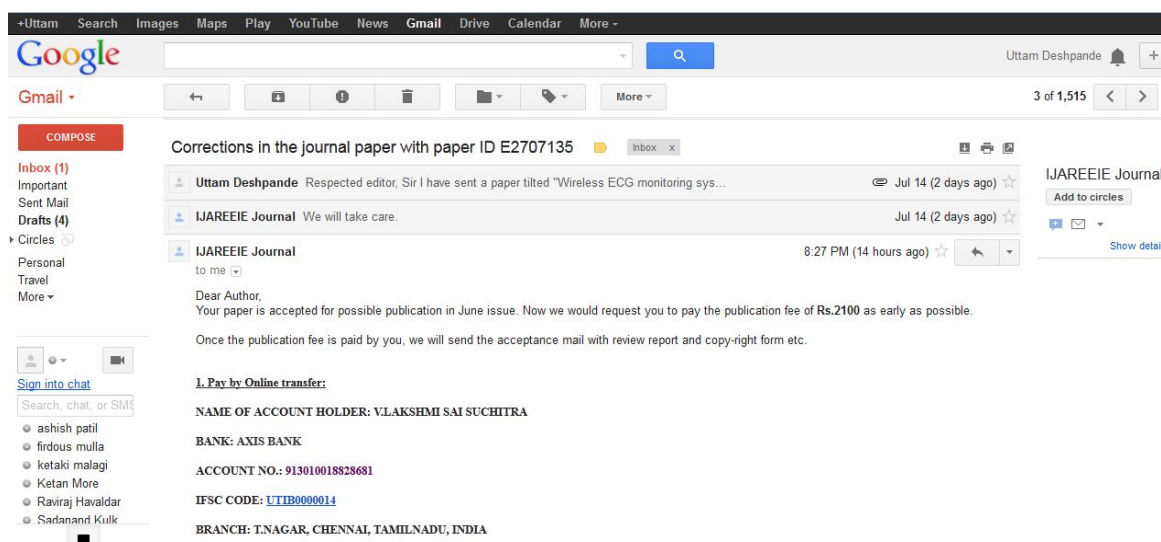 +Uttam Search Images Maps Play YouTube News Gmail Drive Calendar More
Google
Uttam Deshpande
Gmail
More
3 of 1,515
COMPOSE
Inbox (1)
Important
Sent Mail
Drafts (4)
Circles
Personal
Travel
More
Sign into chat
Search, chat, or SMS
ashish patil
firdous mulla
ketaki malagi
Ketan More
Raviraj Havaldar
Sadanand Kulk
Corrections in the journal paper with paper ID E2707135 Inbox x
Uttam Deshpande Respected editor, Sir I have sent a paper tilted "Wireless ECG monitoring sys... Jul 14 (2 days ago)
IJAREEIE Journal We will take care. Jul 14 (2 days ago)
IJAREEIE Journal 8:27 PM (14 hours ago)
to me
Dear Author,
Your paper is accepted for possible publication in June issue. Now we would request you to pay the publication fee of Rs.2100 as early as possible.
Once the publication fee is paid by you, we will send the acceptance mail with review report and copy-right form etc.
1. Pay by Online transfer:
NAME OF ACCOUNT HOLDER: V.LAKSHMI SAI SUCHITRA
BANK: AXIS BANK
ACCOUNT NO.: 913010018828681
IFSC CODE: UTIB0000014
BRANCH: T.NAGAR, CHENNAI, TAMILNADU, INDIA
IJAREEIE Journal
Add to circles
Show detai